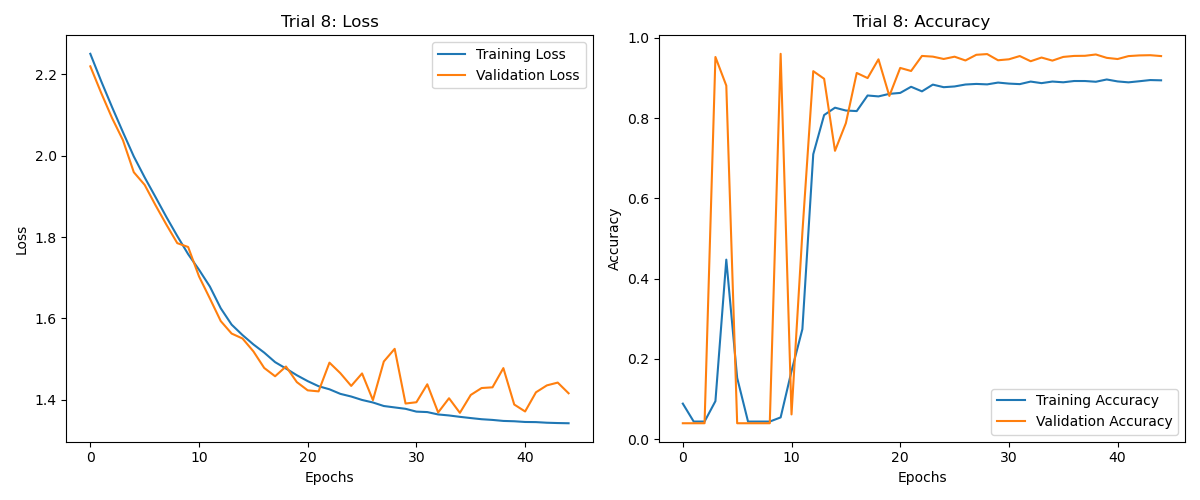 Trial 8: Loss
Training Loss
Validation Loss
2.2
2.0
1.8
1.6
1.4
Loss
0
10
20
30
40
Epochs
Trial 8: Accuracy
1.0
0.8
0.6
0.4
0.2
0.0
Accuracy
Training Accuracy
Validation Accuracy
0
10
20
30
40
Epochs